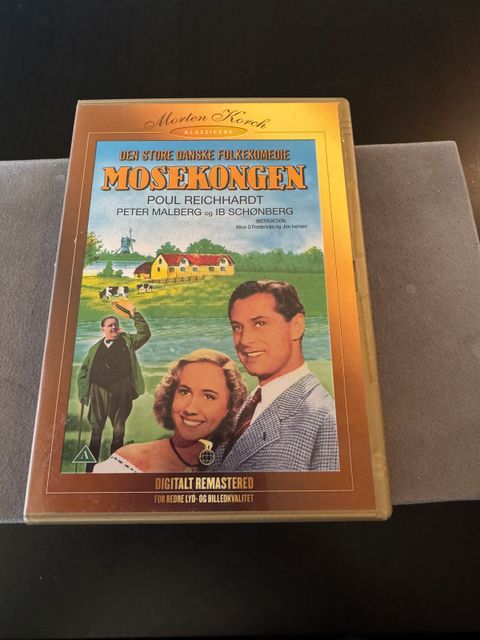 Morten Korch
KLASSIKERE
DEN STORE DANSKE FOLKEKOMEDIE
MOSEKONGEN
POUL REICHHARDT
PETER MALBERG OG IB SCHØNBERG
INSTRUKTION:
Alice O'Fredericks og Jon Iversen
A
DIGITALT REMASTERED
FOR BEDRE LYD- OG BILLEDKVALITET